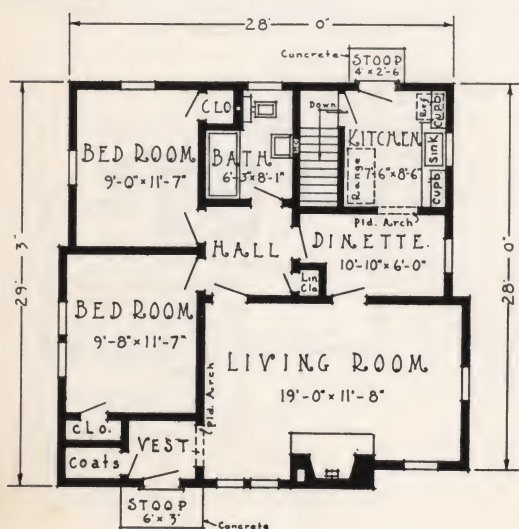 28'-0"
Concrete
STOOP
4' x 2'-6
CLO.
Down
Ref.
Cupb
BED ROOM
9'-0" x 11'-7"
BATH
6'-3" x 8'-1"
KITCHEN
7'-6" x 8'-6"
Range
Sink
Cupb
Pld. Arch
29'-3"
HALL
DINETTE.
10'-10" x 6'-0"
28'-0"
Lin
Clo
BED ROOM
9'-8" x 11'-7"
LIVING ROOM
19'-0" x 11'-8"
Pld. Arch
CLO.
VEST
Coats
STOOP
6' x 3'
Concrete